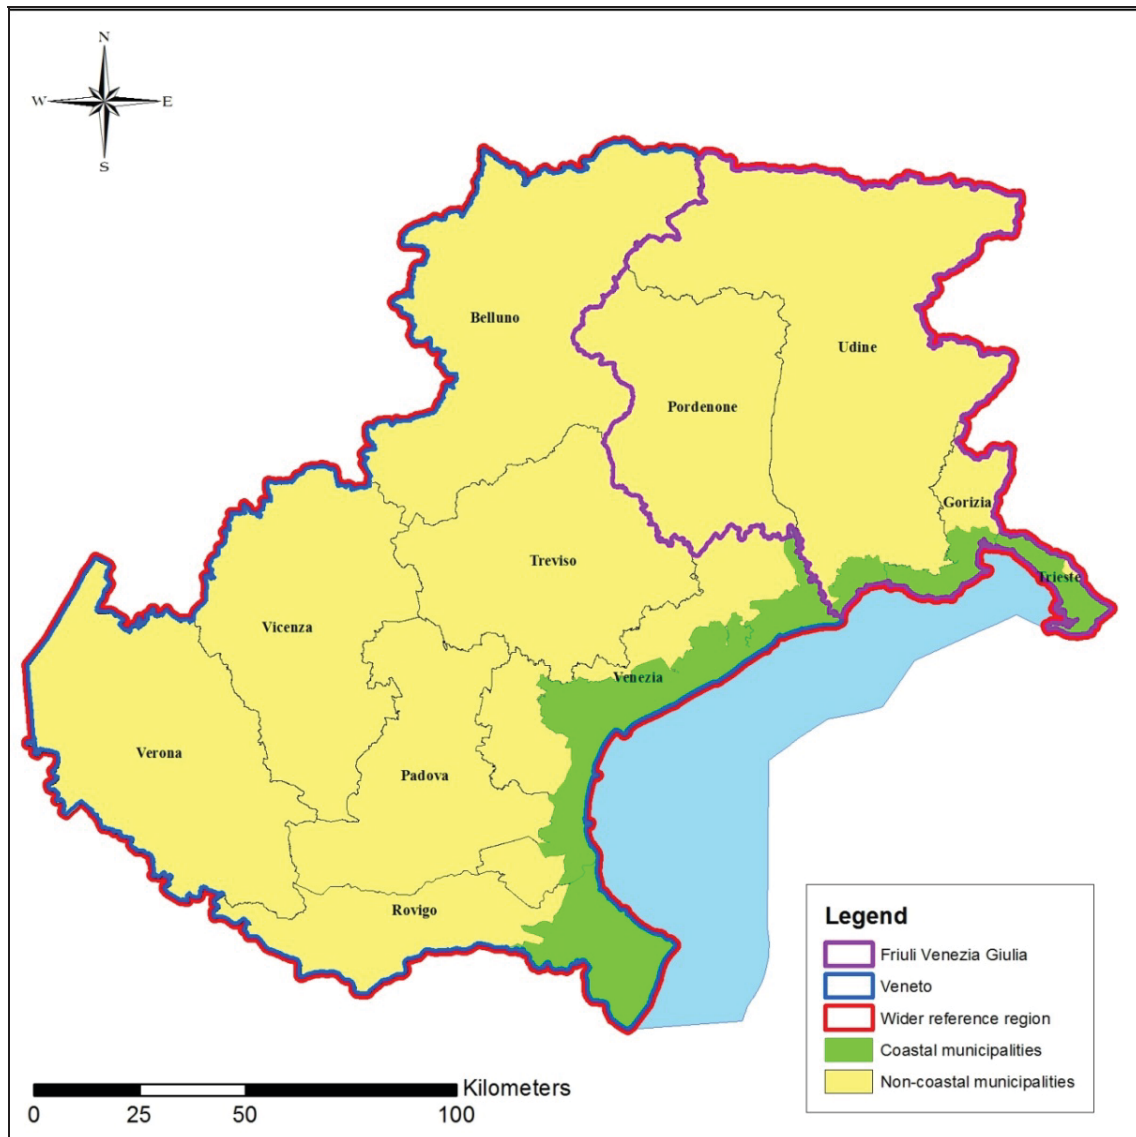 N
W E
S
Belluno
Udine
Pordenone
Gorizia
Treviso
Trieste
Vicenza
Venezia
Verona
Padova
Rovigo
Legend
Friuli Venezia Giulia
Veneto
Wider reference region
Coastal municipalities
Non-coastal municipalities
Kilometers
0 25 50 100